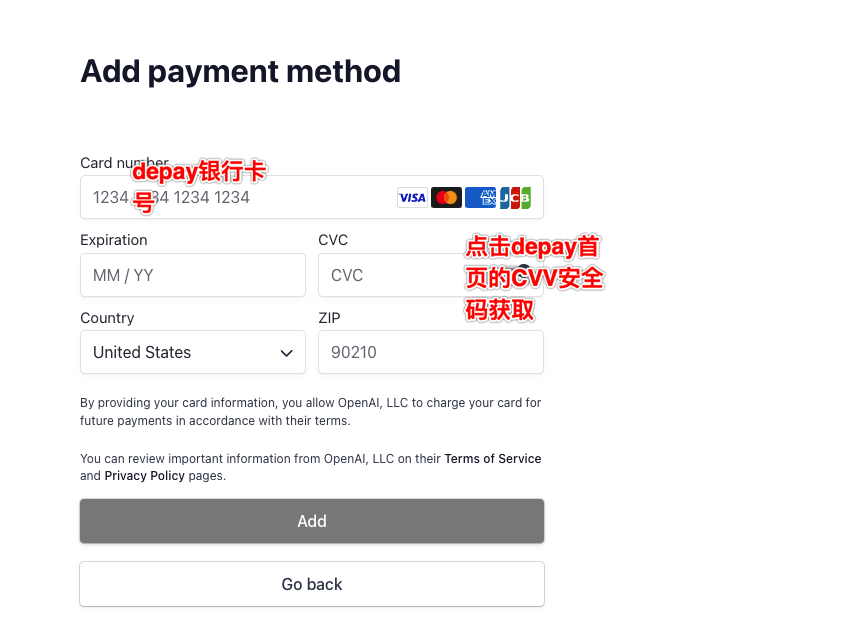 Add payment method
Card number
depay银行卡
号
1234 1234 1234 1234
VISA
AM
EX
JCB
Expiration
CVC
点击depay首
页的CVV安全
码获取
MM / YY
CVC
Country
ZIP
United States
90210
By providing your card information, you allow OpenAI, LLC to charge your card for
future payments in accordance with their terms.
You can review important information from OpenAI, LLC on their Terms of Service
and Privacy Policy pages.
Add
Go back